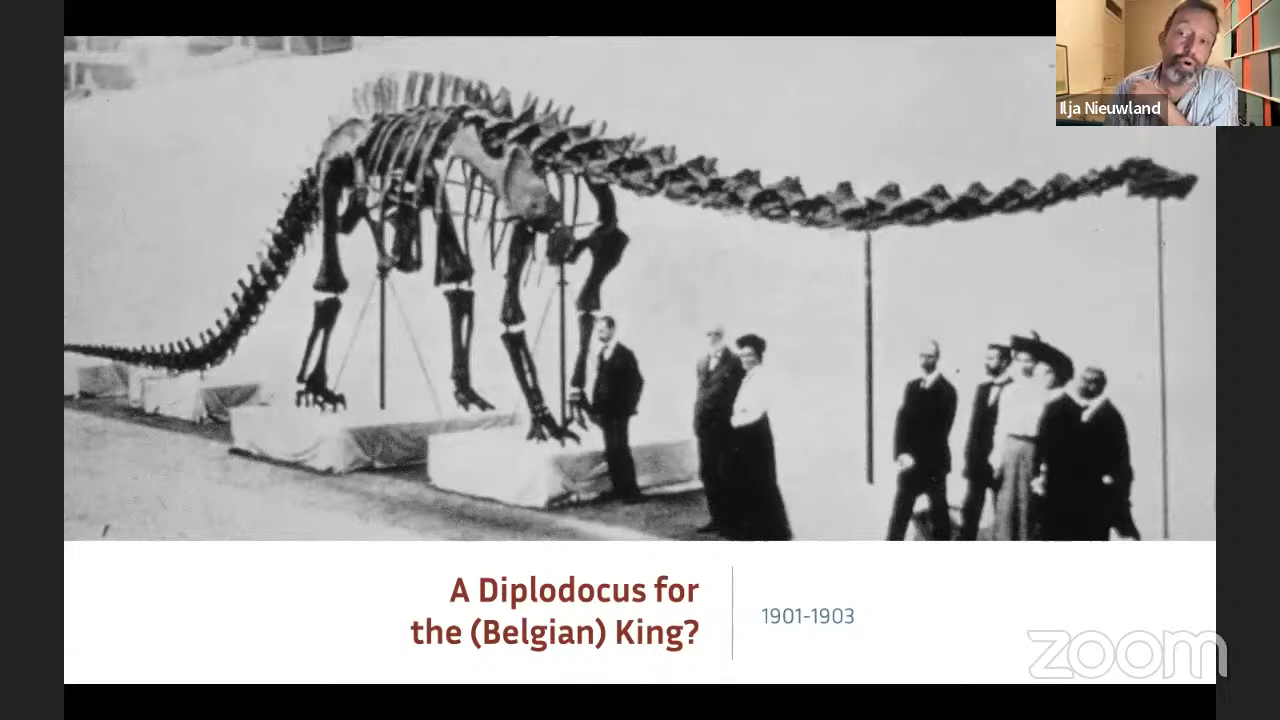 Ilja Nieuwland
A Diplodocus for
the (Belgian) King?
1901-1903
zoom